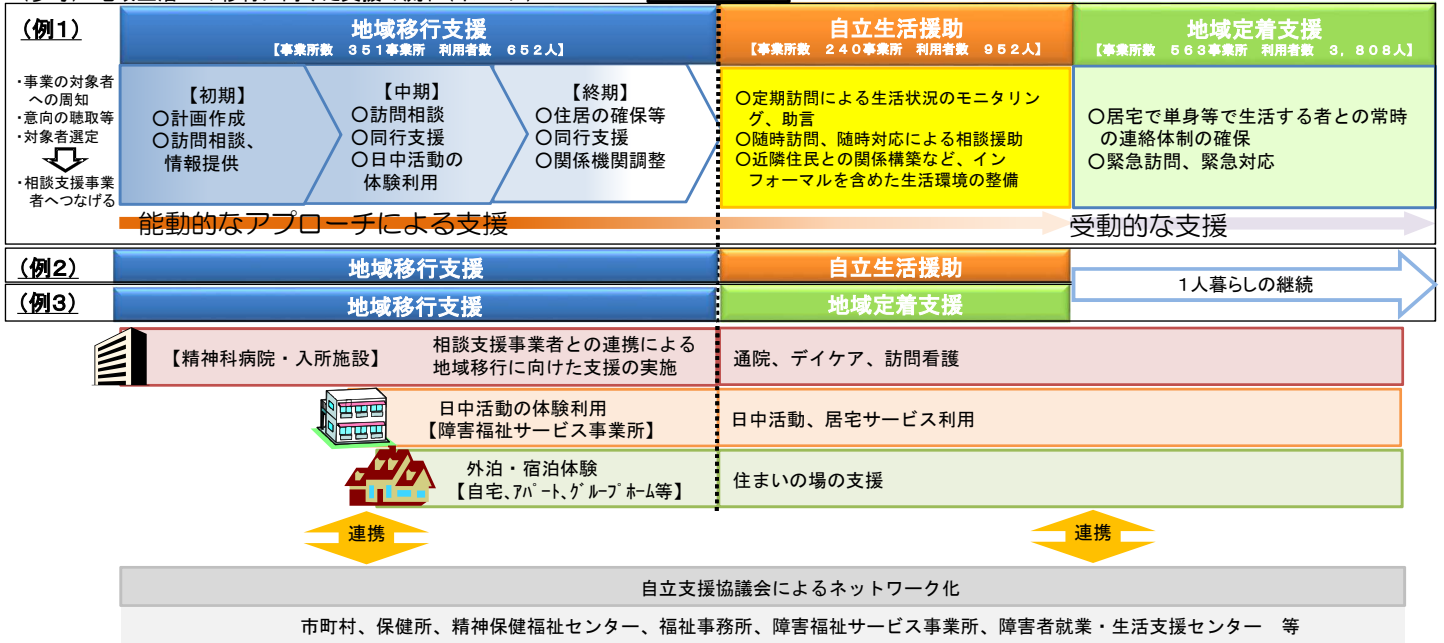 (例1)
地域移行支援
【事業所数 351事業所 利用者数 652人】
自立生活援助
【事業所数 240事業所 利用者数 952人】
地域定着支援
【事業所数 563事業所 利用者数 3,808人】
・事業の対象者
への周知
・意向の聴取等
・対象者選定
・相談支援事業
者へつなげる
【初期】
○計画作成
○訪問相談、
情報提供
【中期】
○訪問相談
○同行支援
○日中活動の
体験利用
【終期】
○住居の確保等
○同行支援
○関係機関調整
○定期訪問による生活状況のモニタリン
グ、助言
○随時訪問、随時対応による相談援助
○近隣住民との関係構築など、イン
フォーマルを含めた生活環境の整備
○居宅で単身等で生活する者との常時
の連絡体制の確保
○緊急訪問、緊急対応
能動的なアプローチによる支援
受動的な支援
(例2)
地域移行支援
自立生活援助
1人暮らしの継続
(例3)
地域移行支援
地域定着支援
【精神科病院・入所施設】
相談支援事業者との連携による
地域移行に向けた支援の実施
通院、デイケア、訪問看護
日中活動の体験利用
【障害福祉サービス事業所】
日中活動、居宅サービス利用
外泊・宿泊体験
【自宅、ｱﾊﾟｰﾄ、ｸﾞﾙｰﾌﾟﾎｰﾑ等】
住まいの場の支援
連携
連携
自立支援協議会によるネットワーク化
市町村、保健所、精神保健福祉センター、福祉事務所、障害福祉サービス事業所、障害者就業・生活支援センター 等